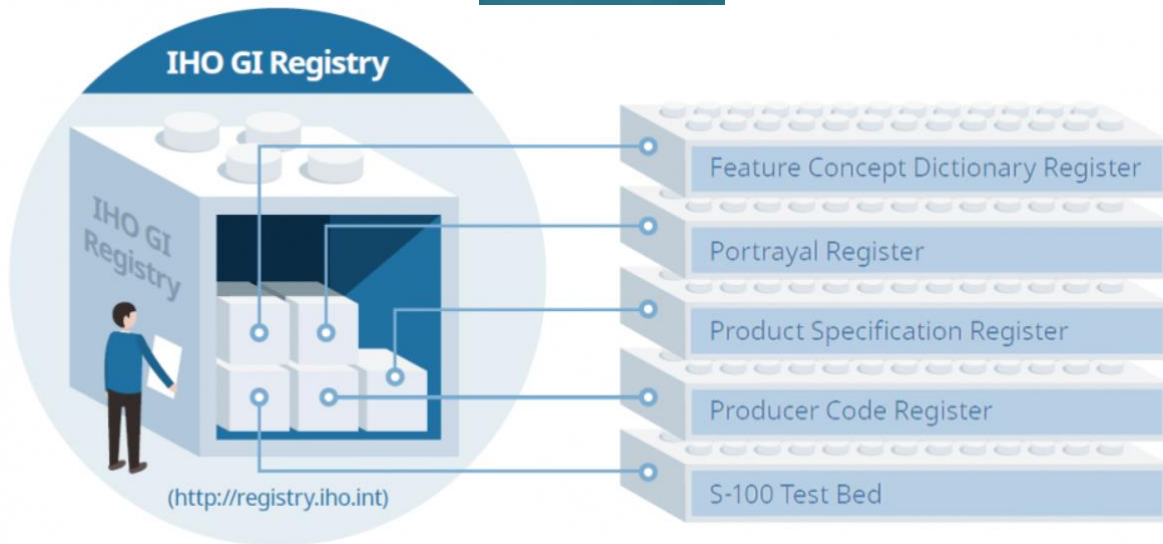 IHO GI Registry
IHO GI
Registry
(http://registry.iho.int)
Feature Concept Dictionary Register
Portrayal Register
Product Specification Register
Producer Code Register
S-100 Test Bed